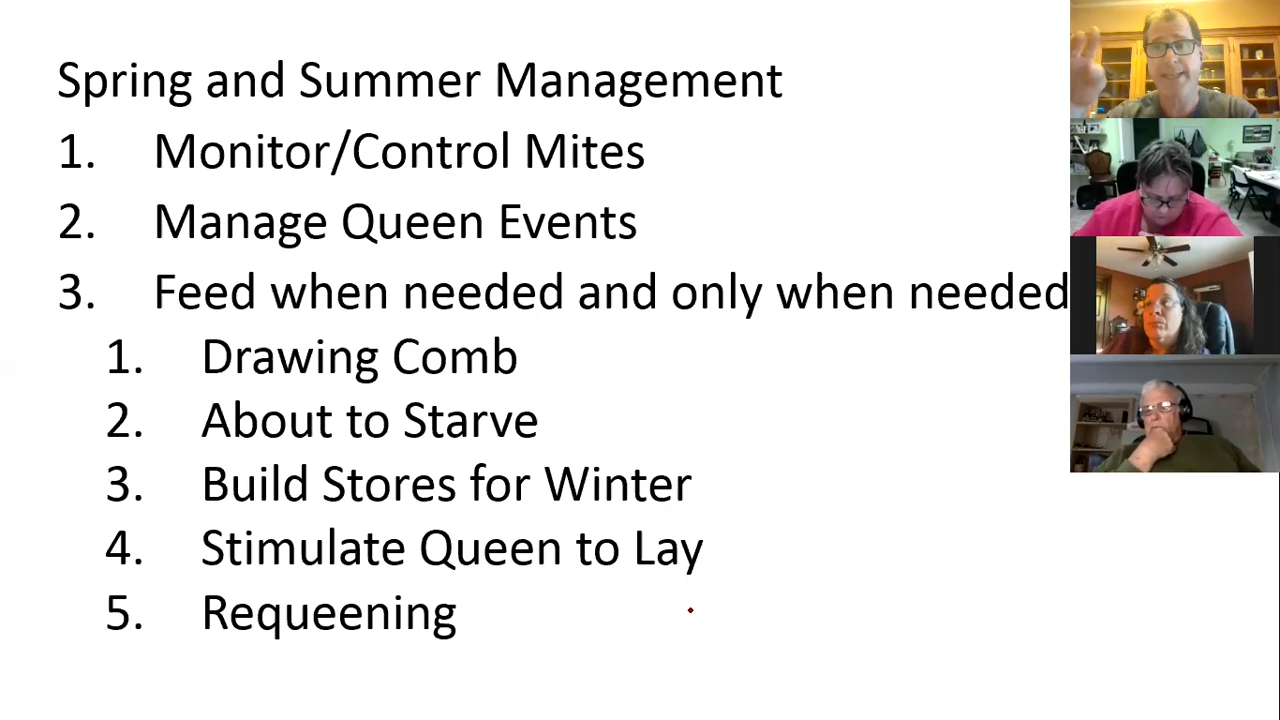 Spring and Summer Management
1. Monitor/Control Mites
2. Manage Queen Events
3. Feed when needed and only when needed
1. Drawing Comb
2. About to Starve
3. Build Stores for Winter
4. Stimulate Queen to Lay
5. Requeening